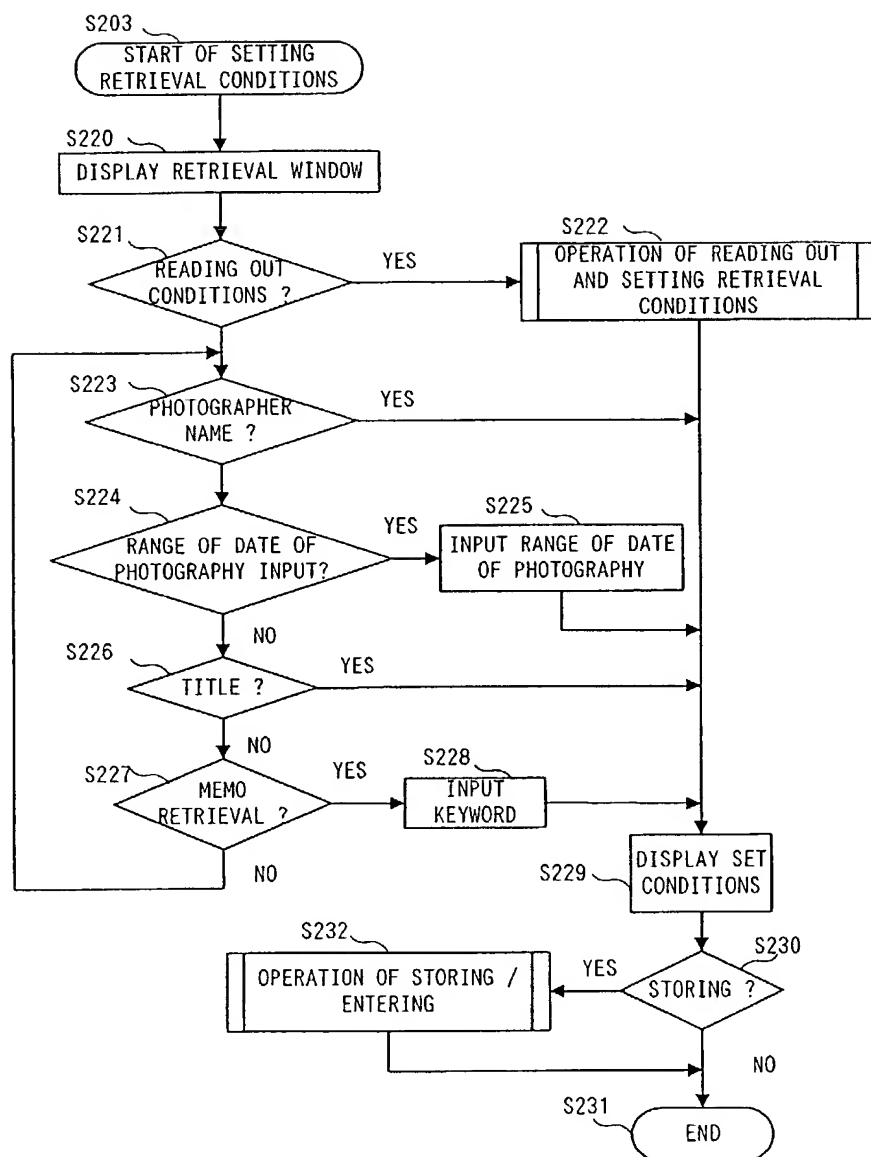 S203
START OF SETTING
RETRIEVAL CONDITIONS
S220
DISPLAY RETRIEVAL WINDOW
S221
READING OUT
CONDITIONS ?
YES
S222
OPERATION OF READING OUT
AND SETTING RETRIEVAL
CONDITIONS
S223
PHOTOGRAPHER
NAME ?
YES
S224
RANGE OF DATE OF
PHOTOGRAPHY INPUT?
YES
S225
INPUT RANGE OF DATE
OF PHOTOGRAPHY
NO
S226
TITLE ?
YES
NO
S227
MEMO
RETRIEVAL ?
YES
S228
INPUT
KEYWORD
NO
S229
DISPLAY SET
CONDITIONS
S230
STORING ?
YES
S232
OPERATION OF STORING /
ENTERING
NO
S231
END